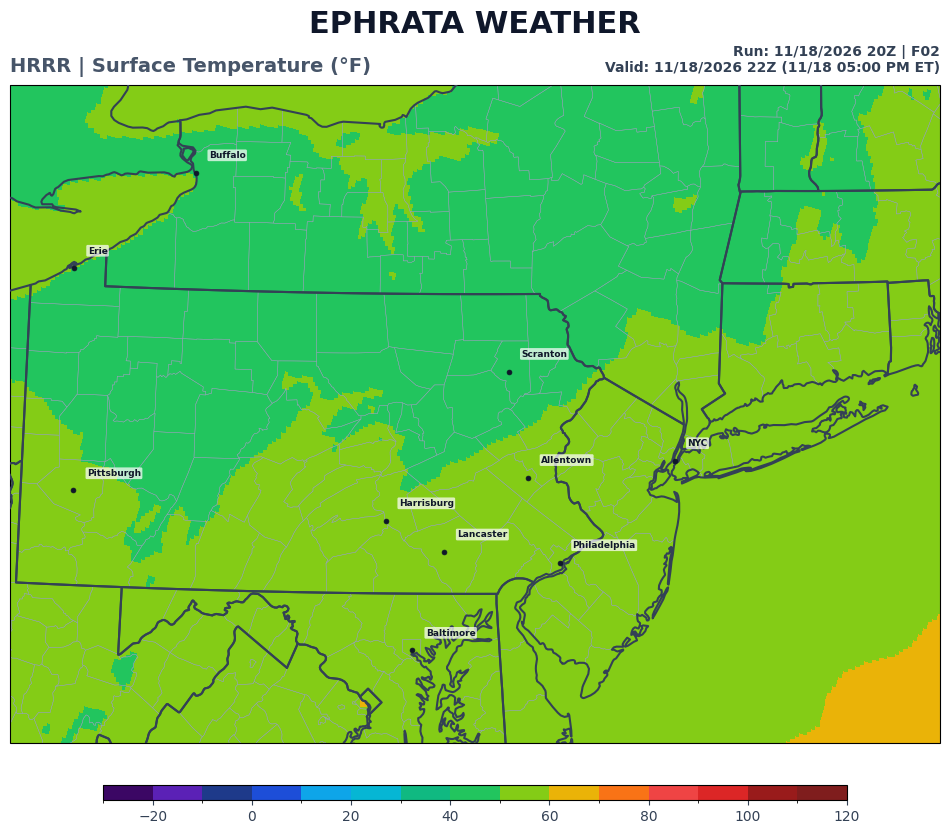 EPHRATA WEATHER
HRRR | Surface Temperature (°F)
Run: 11/18/2026 20Z | F02
Valid: 11/18/2026 22Z (11/18 05:00 PM ET)
Buffalo
Erie
Scranton
NYC
Pittsburgh
Allentown
Harrisburg
Lancaster
Philadelphia
Baltimore
−20 0 20 40 60 80 100 120